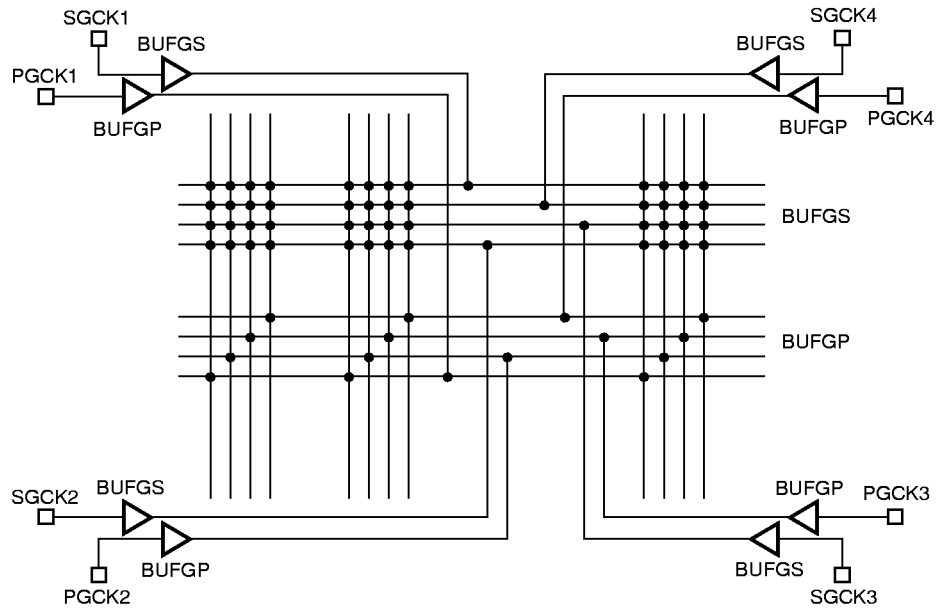 SGCK1
SGCK4
BUFGS
BUFGS
PGCK1
BUFGP
BUFGP
PGCK4
BUFGS
BUFGP
SGCK2
BUFGS
BUFGP
PGCK3
BUFGP
BUFGS
PGCK2
SGCK3